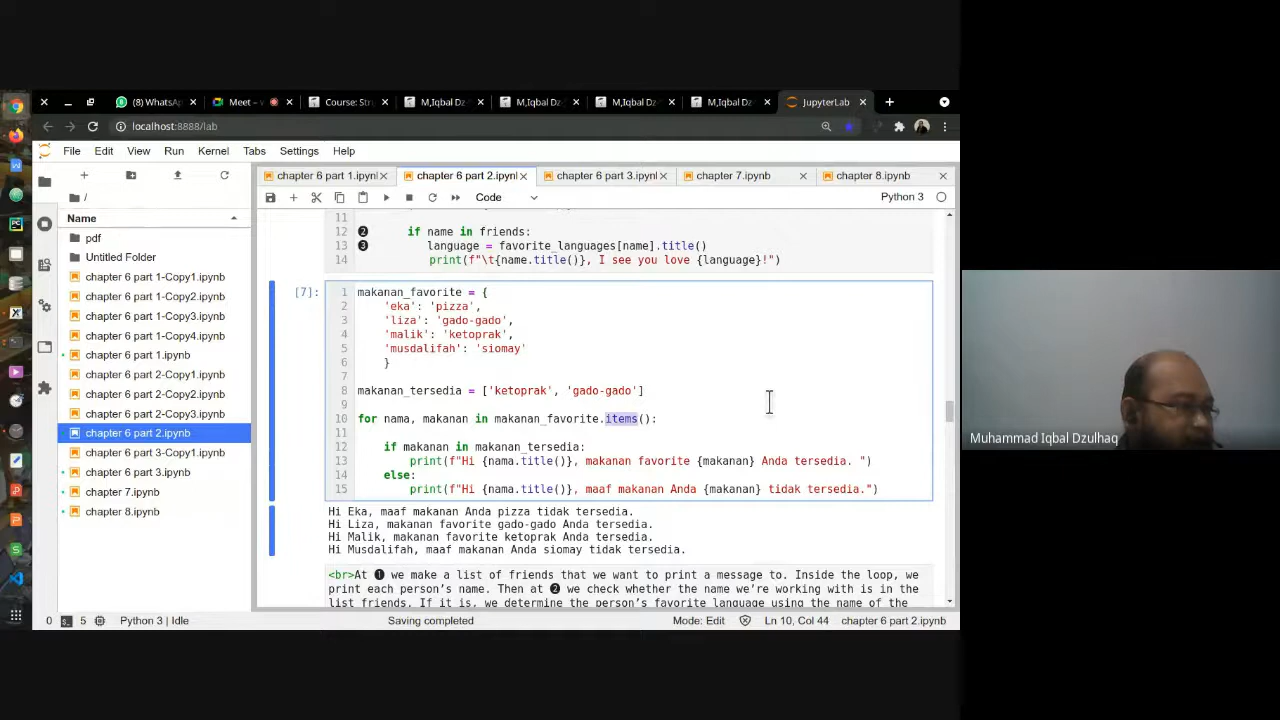 (8) WhatsA
Meet –
Course: Str
M,Iqbal Dz
M,Iqbal Dz
M,Iqbal Dz
M,Iqbal Dz
JupyterLab
localhost:8888/lab
File Edit View Run Kernel Tabs Settings Help
chapter 6 part 1.ipynl
chapter 6 part 2.ipynl
chapter 6 part 3.ipynl
chapter 7.ipynb
chapter 8.ipynb
/
Code
Python 3
Name
pdf
Untitled Folder
chapter 6 part 1-Copy1.ipynb
chapter 6 part 1-Copy2.ipynb
chapter 6 part 1-Copy3.ipynb
chapter 6 part 1-Copy4.ipynb
chapter 6 part 1.ipynb
chapter 6 part 2-Copy1.ipynb
chapter 6 part 2-Copy2.ipynb
chapter 6 part 2-Copy3.ipynb
chapter 6 part 2.ipynb
chapter 6 part 3-Copy1.ipynb
chapter 6 part 3.ipynb
chapter 7.ipynb
chapter 8.ipynb
11
12 ❷ if name in friends:
13 ❸ language = favorite_languages[name].title()
14 print(f"\t{name.title()}, I see you love {language}!")
[7]:
1 makanan_favorite = {
2 'eka': 'pizza',
3 'liza': 'gado-gado',
4 'malik': 'ketoprak',
5 'musdalifah': 'siomay'
6 }
7
8 makanan_tersedia = ['ketoprak', 'gado-gado']
9
10 for nama, makanan in makanan_favorite.items():
11
12 if makanan in makanan_tersedia:
13 print(f"Hi {nama.title()}, makanan favorite {makanan} Anda tersedia. ")
14 else:
15 print(f"Hi {nama.title()}, maaf makanan Anda {makanan} tidak tersedia.")
Hi Eka, maaf makanan Anda pizza tidak tersedia.
Hi Liza, makanan favorite gado-gado Anda tersedia.
Hi Malik, makanan favorite ketoprak Anda tersedia.
Hi Musdalifah, maaf makanan Anda siomay tidak tersedia.
<br>At ❶ we make a list of friends that we want to print a message to. Inside the loop, we
print each person's name. Then at ❷ we check whether the name we're working with is in the
list friends. If it is, we determine the person's favorite language using the name of the
0 5 Python 3 | Idle
Saving completed
Mode: Edit
Ln 10, Col 44
chapter 6 part 2.ipynb
Muhammad Iqbal Dzulhaq